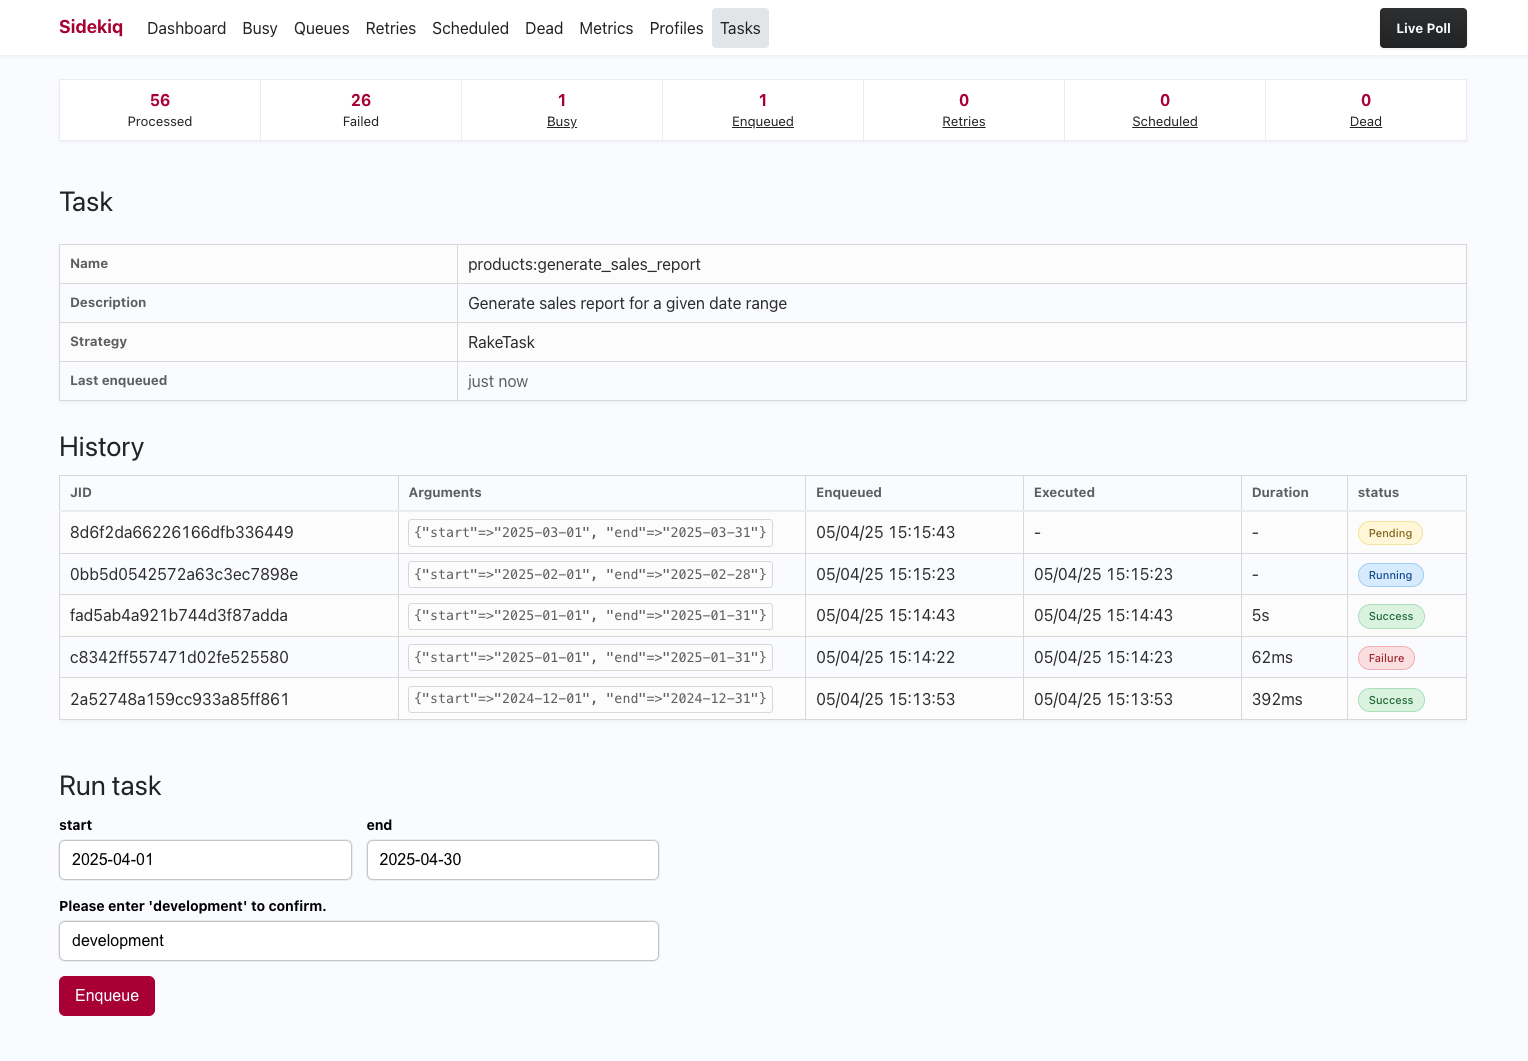 Sidekiq Dashboard Busy Queues Retries Scheduled Dead Metrics Profiles Tasks Live Poll
56 26 1 1 0 0 0
Processed Failed Busy Enqueued Retries Scheduled Dead
Task
Name products:generate_sales_report
Description Generate sales report for a given date range
Strategy RakeTask
Last enqueued just now
History
JID Arguments Enqueued Executed Duration status
8d6f2da66226166dfb336449 {"start"=>"2025-03-01", "end"=>"2025-03-31"} 05/04/25 15:15:43 - - Pending
0bb5d0542572a63c3ec7898e {"start"=>"2025-02-01", "end"=>"2025-02-28"} 05/04/25 15:15:23 05/04/25 15:15:23 - Running
fad5ab4a921b744d3f87adda {"start"=>"2025-01-01", "end"=>"2025-01-31"} 05/04/25 15:14:43 05/04/25 15:14:43 5s Success
c8342ff557471d02fe525580 {"start"=>"2025-01-01", "end"=>"2025-01-31"} 05/04/25 15:14:22 05/04/25 15:14:23 62ms Failure
2a52748a159cc933a85ff861 {"start"=>"2024-12-01", "end"=>"2024-12-31"} 05/04/25 15:13:53 05/04/25 15:13:53 392ms Success
Run task
start end
2025-04-01 2025-04-30
Please enter 'development' to confirm.
development
Enqueue